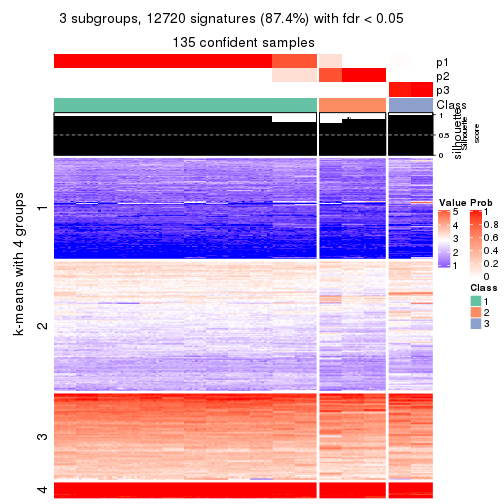 3 subgroups, 12720 signatures (87.4%) with fdr < 0.05
135 confident samples
p1
p2
p3
Class
1
0.5
0
silhouette
Silhouette
score
k-means with 4 groups
1
2
3
4
Value
5
4
3
2
1
Prob
1
0.8
0.6
0.4
0.2
0
Class
1
2
3